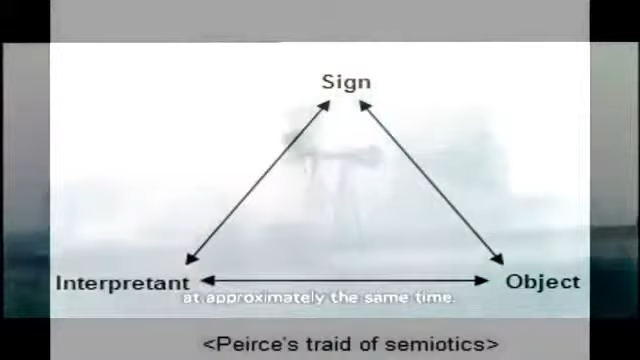 Sign
Interpretant
Object
at approximately the same time.
<Peirce's traid of semiotics>